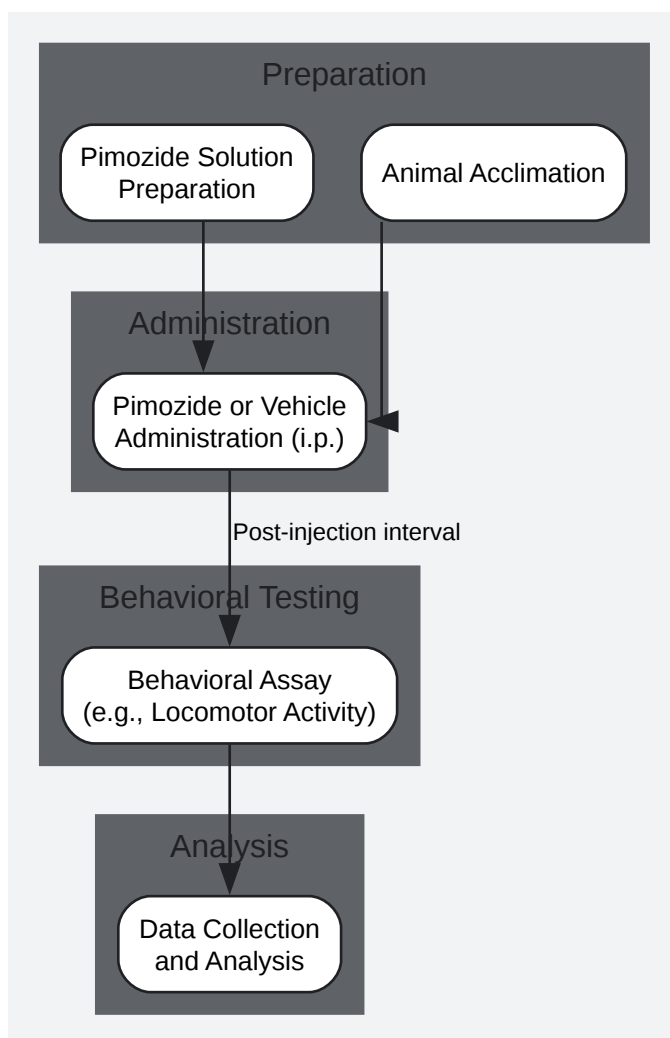 Preparation
Pimozide Solution
Preparation
Animal Acclimation
Administration
Pimozide or Vehicle
Administration (i.p.)
Post-injection interval
Behavioral Testing
Behavioral Assay
(e.g., Locomotor Activity)
Analysis
Data Collection
and Analysis